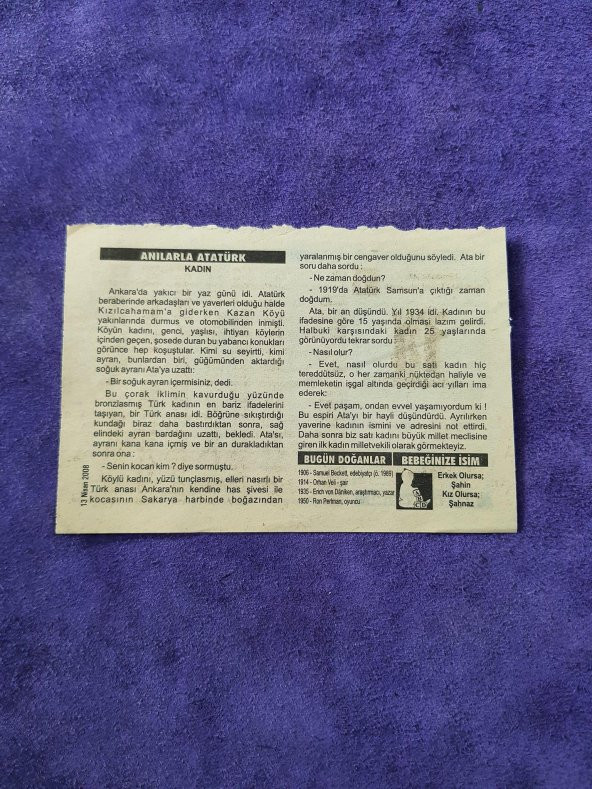 ANILARLA ATATÜRK
KADIN
Ankara'da yakıcı bir yaz günü idi. Atatürk
beraberinde arkadaşları ve yaverleri olduğu halde
Kızılcahamam'a giderken Kazan Köyü
yakınlarında durmus ve otomobilinden inmişti.
Köyün kadını, genci, yaşlısı, ihtiyarı köylerin
içinden geçen, şosede duran bu yabancı konukları
görünce hep koşuştular. Kimi su seyirtti, kimi
ayran, bunlardan biri, güğümünden aktardığı
soğuk ayranı Ata'ya uzattı:
- Bir soğuk ayran içermisiniz, dedi.
Bu çorak iklimin kavurduğu yüzünde
bronzlasmış Türk kadının en bariz ifadelerini
taşıyan, bir Türk anası idi. Böğrüne sıkıştırdığı
kundağı biraz daha bastırdıktan sonra, sağ
elindeki ayran bardağını uzattı, bekledi. Ata'sı,
ayranı kana kana içmiş ve bir an durakladıktan
sonra ona :
- Senin kocan kim ? diye sormuştu.
Köylü kadını, yüzü tunçlasmış, elleri nasırlı bir
Türk anası Ankara'nın kendine has şivesi ile
kocasının Sakarya harbinde boğazından
yaralanmış bir cengaver olduğunu söyledi. Ata bir
soru daha sordu :
- Ne zaman doğdun?
- 1919'da Atatürk Samsun'a çıktığı zaman
doğdum.
Ata, bir an düşündü. Yıl 1934 idi. Kadının bu
ifadesine göre 15 yaşında olması lazım gelirdi.
Halbuki karşısındaki kadın 25 yaşlarında
görünüyordu tekrar sordu :
- Nasıl olur?
- Evet, nasıl olurdu bu satı kadın hiç
tereddütsüz, o her zamanki nüktedan haliyle ve
memleketin işgal altında geçirdiği acı yılları ima
ederek:
- Evet paşam, ondan evvel yaşamıyordum ki !
Bu espiri Ata'yı bir hayli düşündürdü. Ayrılırken
yaverine kadının ismini ve adresini not ettirdi.
Daha sonra biz satı kadını büyük millet meclisine
giren ilk kadın milletvekili olarak görmekteyiz.
13 Nisan 2008
BUGÜN DOĞANLAR
1906 - Samuel Beckett, edebiyatçı (ö. 1989)
1914 - Orhan Veli - şair
1935 - Erich von Däniken, araştırmacı, yazar
1950 - Ron Perlman, oyuncu
BEBEĞİNİZE İSİM
Erkek Olursa;
Şahin
Kız Olursa;
Şahnaz